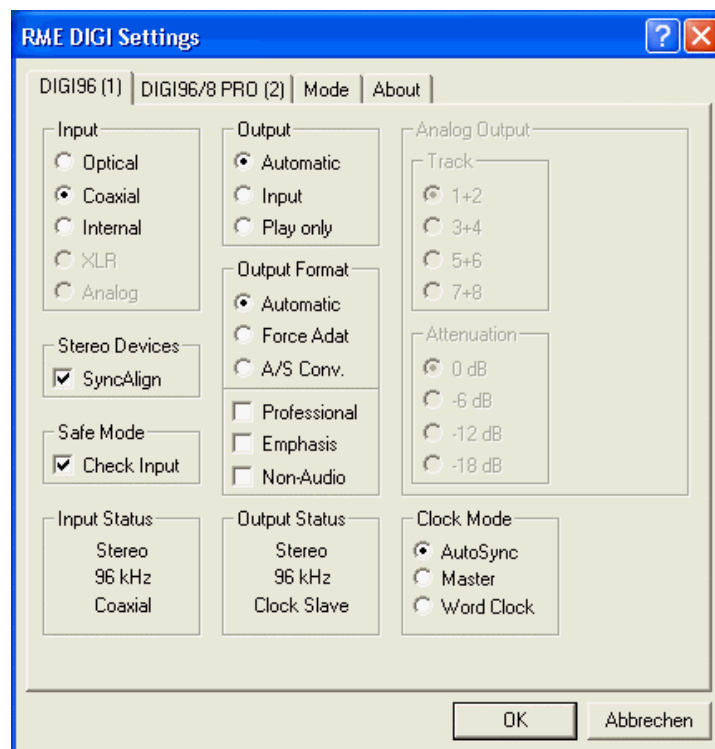 RME DIGI Settings
DIGI96 (1)
DIGI96/8 PRO (2)
Mode
About
Input
Optical
Coaxial
Internal
XLR
Analog
Stereo Devices
SyncAlign
Safe Mode
Check Input
Input Status
Stereo
96 kHz
Coaxial
Output
Automatic
Input
Play only
Output Format
Automatic
Force Adat
A/S Conv.
Professional
Emphasis
Non-Audio
Output Status
Stereo
96 kHz
Clock Slave
Analog Output
Track
1+2
3+4
5+6
7+8
Attenuation
0 dB
-6 dB
-12 dB
-18 dB
Clock Mode
AutoSync
Master
Word Clock
OK
Abbrechen